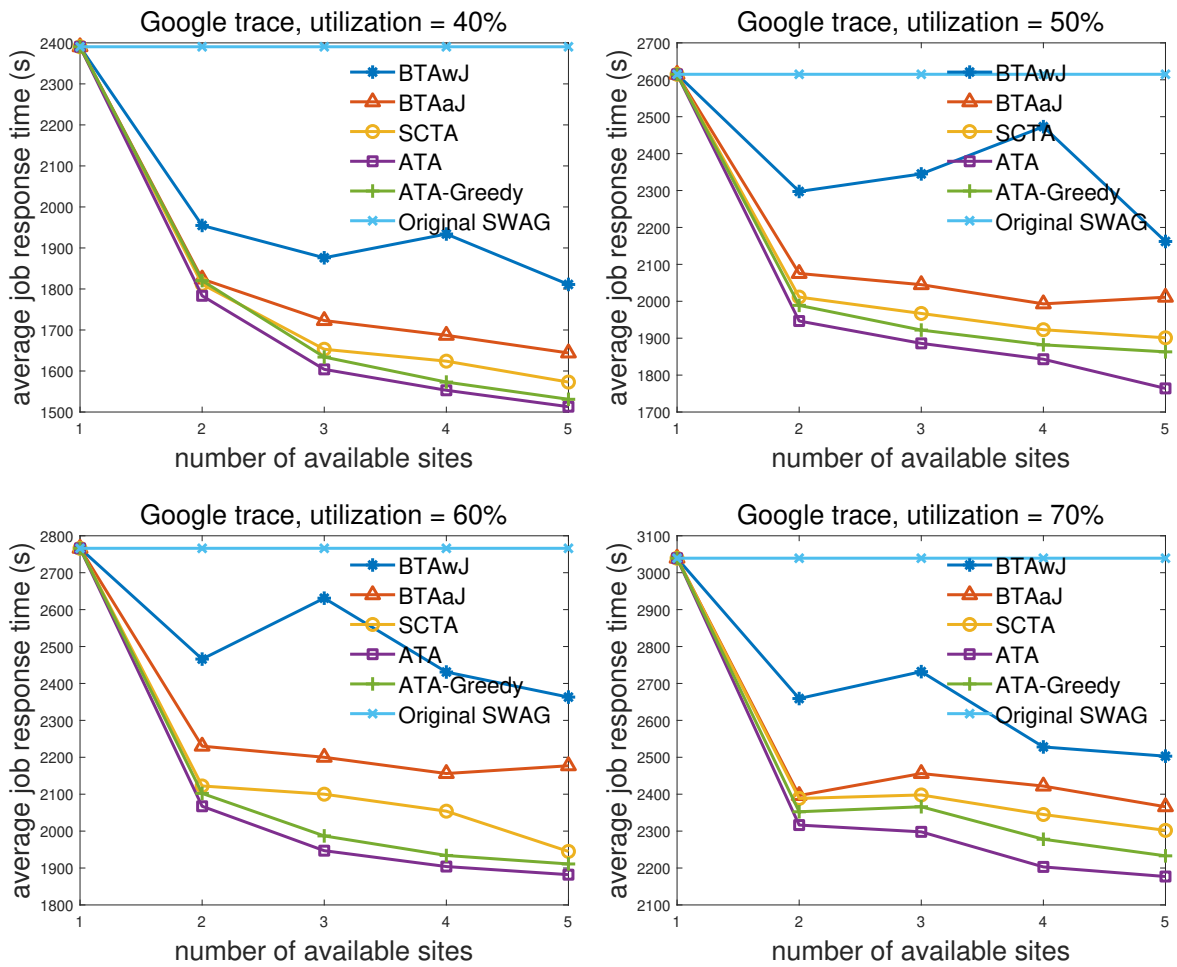 Google trace, utilization = 40%
average job response time (s)
2400
2300
2200
2100
2000
1900
1800
1700
1600
1500
BTAwJ
BTAaJ
SCTA
ATA
ATA-Greedy
Original SWAG
1 2 3 4 5
number of available sites
Google trace, utilization = 50%
average job response time (s)
2700
2600
2500
2400
2300
2200
2100
2000
1900
1800
1700
BTAwJ
BTAaJ
SCTA
ATA
ATA-Greedy
Original SWAG
1 2 3 4 5
number of available sites
Google trace, utilization = 60%
average job response time (s)
2800
2700
2600
2500
2400
2300
2200
2100
2000
1900
1800
BTAwJ
BTAaJ
SCTA
ATA
ATA-Greedy
Original SWAG
1 2 3 4 5
number of available sites
Google trace, utilization = 70%
average job response time (s)
3100
3000
2900
2800
2700
2600
2500
2400
2300
2200
2100
BTAwJ
BTAaJ
SCTA
ATA
ATA-Greedy
Original SWAG
1 2 3 4 5
number of available sites